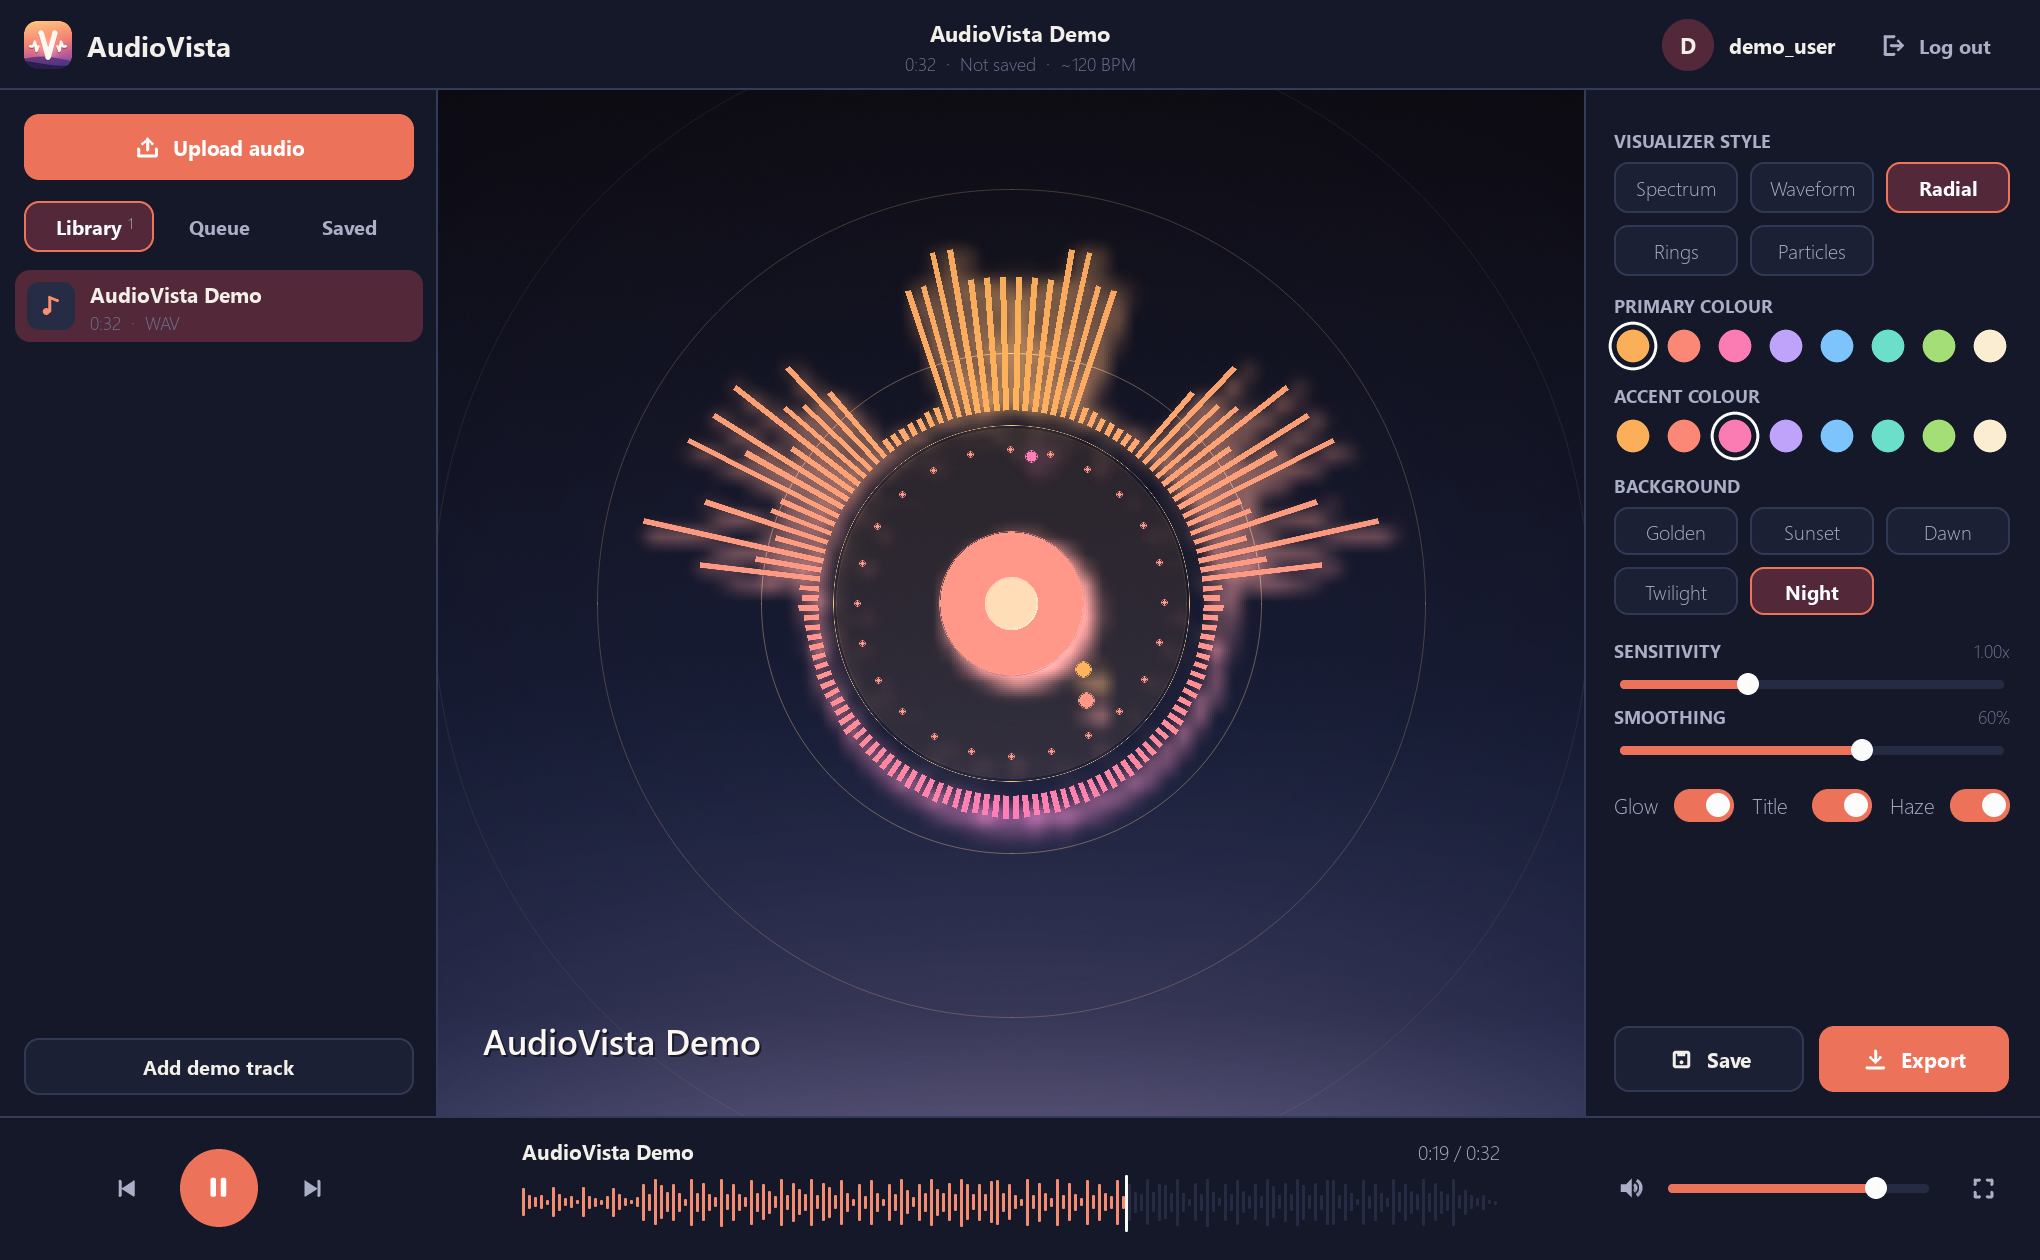 AudioVista
AudioVista Demo
0:32 · Not saved · ~120 BPM
D
demo_user
Log out
Upload audio
Library 1
Queue
Saved
AudioVista Demo
0:32 · WAV
Add demo track
AudioVista Demo
VISUALIZER STYLE
Spectrum
Waveform
Radial
Rings
Particles
PRIMARY COLOUR
ACCENT COLOUR
BACKGROUND
Golden
Sunset
Dawn
Twilight
Night
SENSITIVITY
1.00x
SMOOTHING
60%
Glow
Title
Haze
Save
Export
AudioVista Demo
0:19 / 0:32